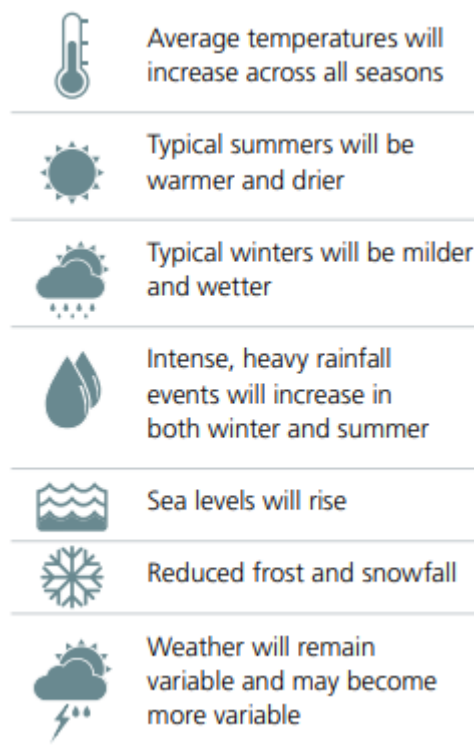 Average temperatures will
increase across all seasons
Typical summers will be
warmer and drier
Typical winters will be milder
and wetter
Intense, heavy rainfall
events will increase in
both winter and summer
Sea levels will rise
Reduced frost and snowfall
Weather will remain
variable and may become
more variable